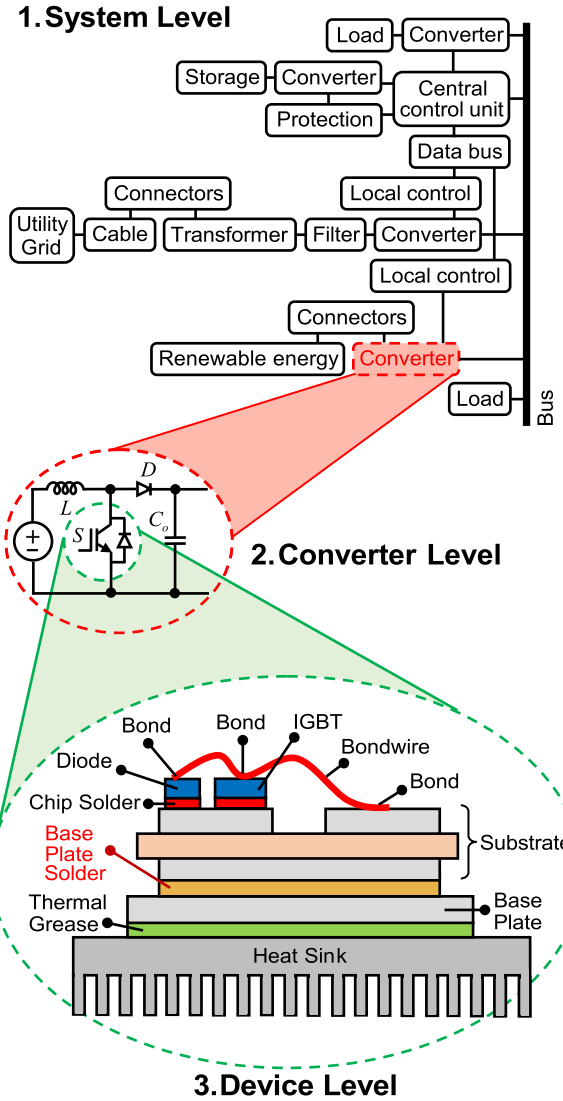 1. System Level
Load
Converter
Storage
Converter
Central
control unit
Protection
Data bus
Connectors
Local control
Utility
Grid
Cable
Transformer
Filter
Converter
Local control
Connectors
Renewable energy
Converter
Load
Bus
D
L
S
Co
2. Converter Level
Bond
Bond
IGBT
Diode
Bondwire
Chip Solder
Bond
Base
Plate
Solder
Substrate
Thermal
Grease
Base
Plate
Heat Sink
3. Device Level